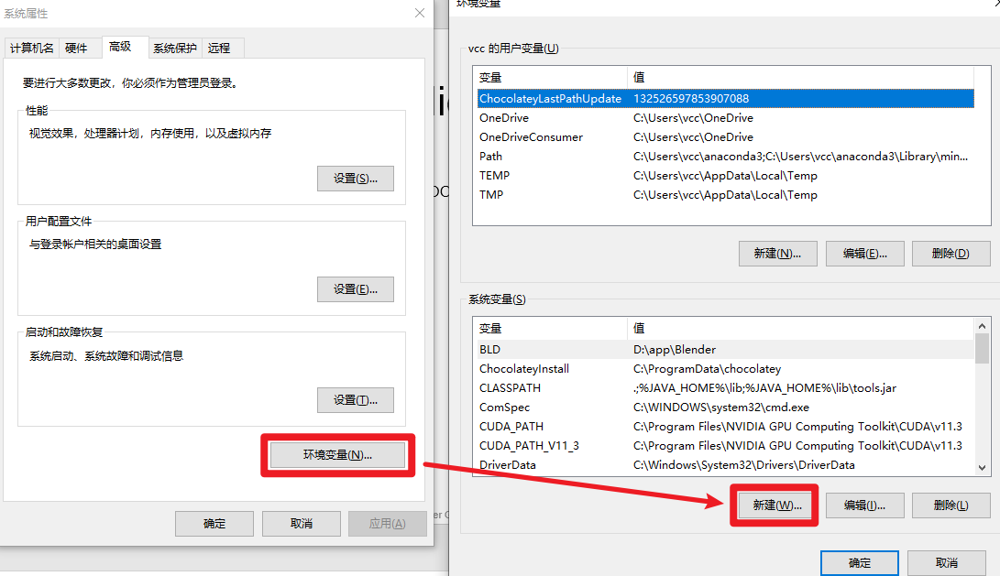 系统属性
计算机名
硬件
高级
系统保护
远程
要进行大多数更改，你必须作为管理员登录。
性能
视觉效果，处理器计划，内存使用，以及虚拟内存
设置(S)...
用户配置文件
与登录帐户相关的桌面设置
设置(E)...
启动和故障恢复
系统启动、系统故障和调试信息
设置(T)...
环境变量(N)...
确定
取消
应用(A)
环境变量
vcc 的用户变量(U)
变量 值
ChocolateyLastPathUpdate 132526597853907088
OneDrive C:\Users\vcc\OneDrive
OneDriveConsumer C:\Users\vcc\OneDrive
Path C:\Users\vcc\anaconda3;C:\Users\vcc\anaconda3\Library\min...
TEMP C:\Users\vcc\AppData\Local\Temp
TMP C:\Users\vcc\AppData\Local\Temp
新建(N)...
编辑(E)...
删除(D)
系统变量(S)
变量 值
BLD D:\app\Blender
ChocolateyInstall C:\ProgramData\chocolatey
CLASSPATH .;%JAVA_HOME%\lib;%JAVA_HOME%\lib\tools.jar
ComSpec C:\WINDOWS\system32\cmd.exe
CUDA_PATH C:\Program Files\NVIDIA GPU Computing Toolkit\CUDA\v11.3
CUDA_PATH_V11_3 C:\Program Files\NVIDIA GPU Computing Toolkit\CUDA\v11.3
DriverData C:\Windows\System32\Drivers\DriverData
新建(W)...
编辑(I)...
删除(L)
确定
取消